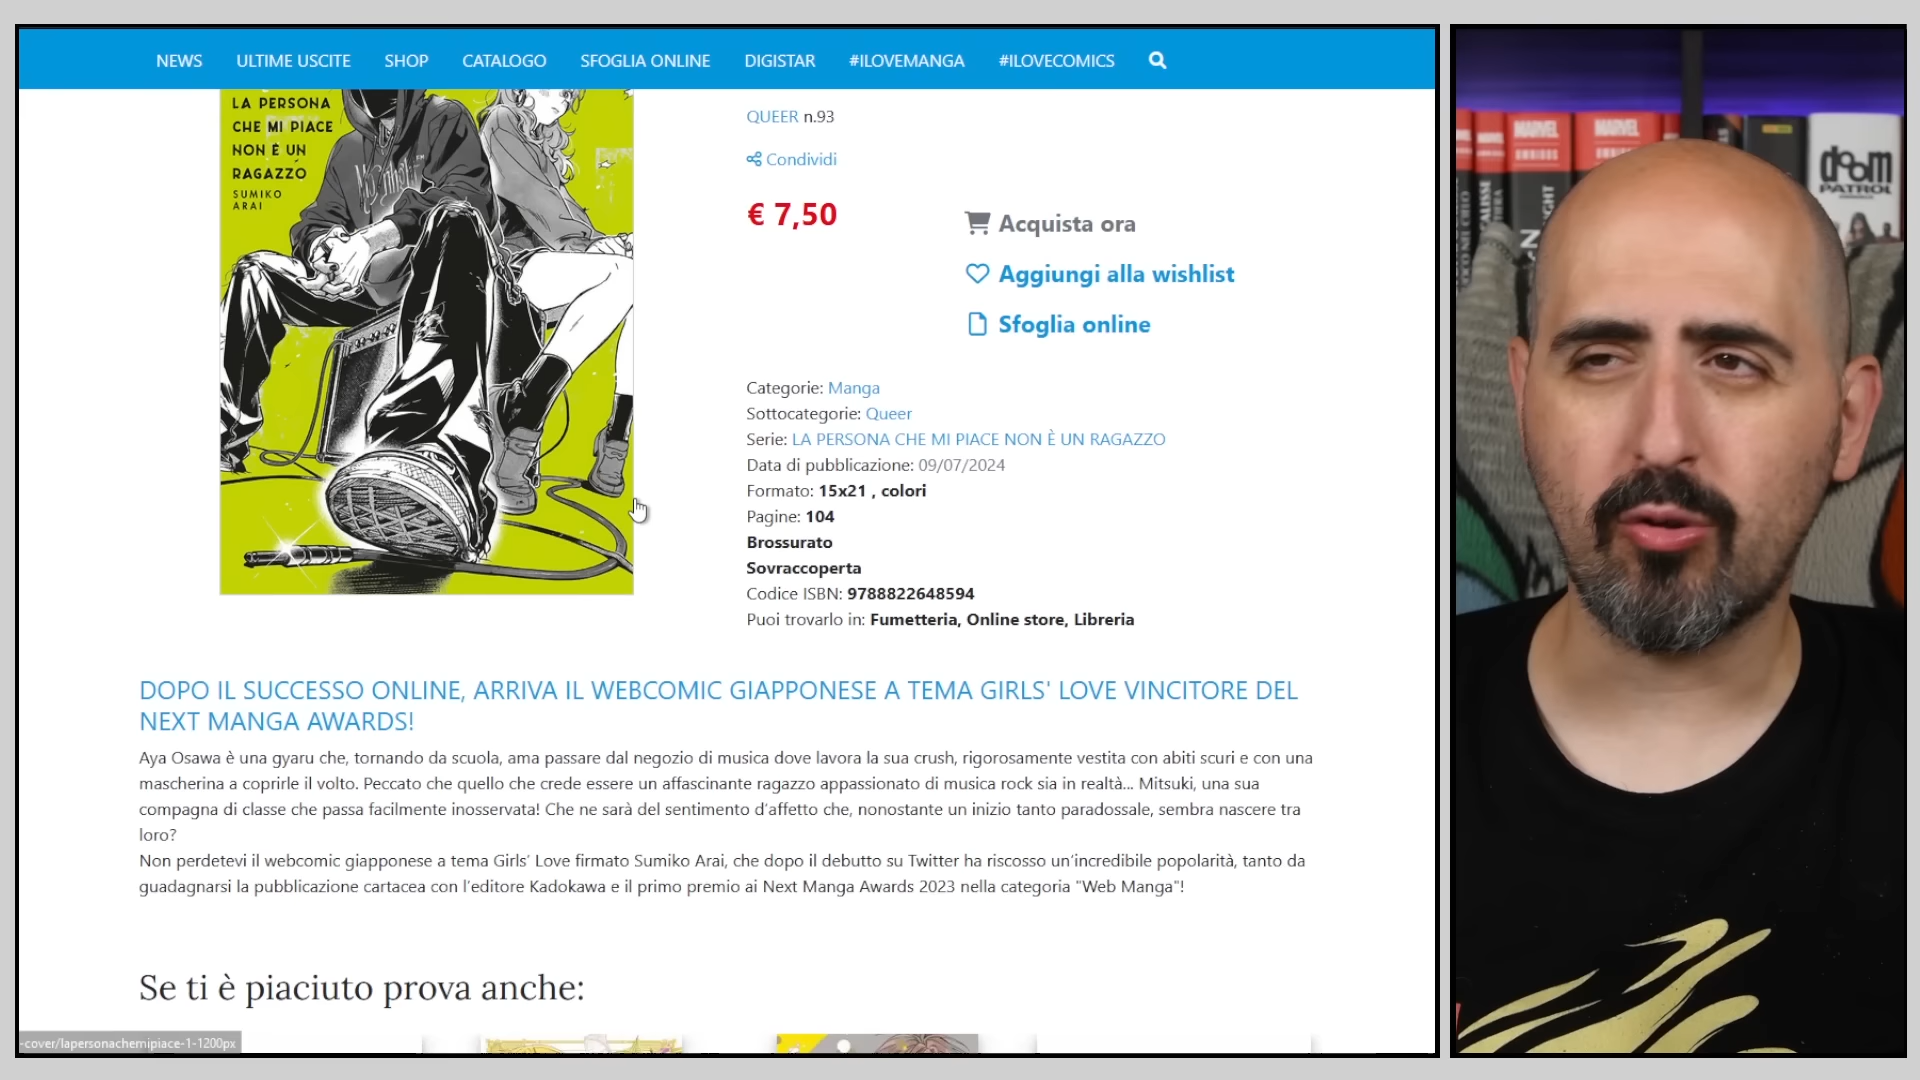 NEWS ULTIME USCITE SHOP CATALOGO SFOGLIA ONLINE DIGISTAR #ILOVEMANGA #ILOVECOMICS
LA PERSONA
CHE MI PIACE
NON È UN
RAGAZZO
SUMIKO
ARAI
QUEER n.93
Condividi
€ 7,50
Acquista ora
Aggiungi alla wishlist
Sfoglia online
Categorie: Manga
Sottocategorie: Queer
Serie: LA PERSONA CHE MI PIACE NON È UN RAGAZZO
Data di pubblicazione: 09/07/2024
Formato: 15x21 , colori
Pagine: 104
Brossurato
Sovraccoperta
Codice ISBN: 9788822648594
Puoi trovarlo in: Fumetteria, Online store, Libreria
DOPO IL SUCCESSO ONLINE, ARRIVA IL WEBCOMIC GIAPPONESE A TEMA GIRLS' LOVE VINCITORE DEL
NEXT MANGA AWARDS!
Aya Osawa è una gyaru che, tornando da scuola, ama passare dal negozio di musica dove lavora la sua crush, rigorosamente vestita con abiti scuri e con una
mascherina a coprirle il volto. Peccato che quello che crede essere un affascinante ragazzo appassionato di musica rock sia in realtà... Mitsuki, una sua
compagna di classe che passa facilmente inosservata! Che ne sarà del sentimento d'affetto che, nonostante un inizio tanto paradossale, sembra nascere tra
loro?
Non perdetevi il webcomic giapponese a tema Girls' Love firmato Sumiko Arai, che dopo il debutto su Twitter ha riscosso un'incredibile popolarità, tanto da
guadagnarsi la pubblicazione cartacea con l'editore Kadokawa e il primo premio ai Next Manga Awards 2023 nella categoria "Web Manga"!
Se ti è piaciuto prova anche:
-cover/lapersonachemipiace-1-1200px
MARVEL
OMNIBUS
MARVEL
OMNIBUS
doom
PATROL